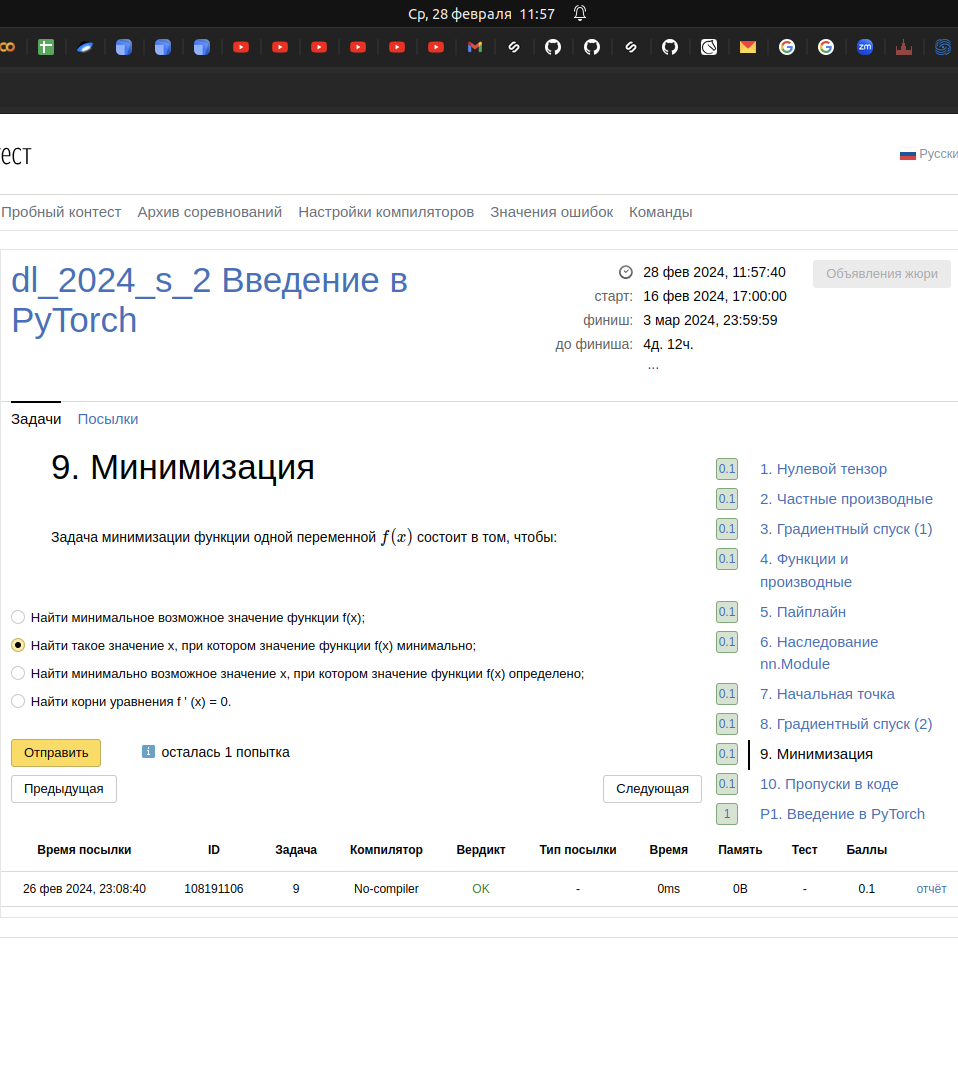 Ср, 28 февраля 11:57
zm
ест
Русски
Пробный контест Архив соревнований Настройки компиляторов Значения ошибок Команды
dl_2024_s_2 Введение в
PyTorch
28 фев 2024, 11:57:40
Объявления жюри
старт: 16 фев 2024, 17:00:00
финиш: 3 мар 2024, 23:59:59
до финиша: 4д. 12ч.
...
Задачи Посылки
9. Минимизация
Задача минимизации функции одной переменной f(x) состоит в том, чтобы:
Найти минимальное возможное значение функции f(x);
Найти такое значение x, при котором значение функции f(x) минимально;
Найти минимально возможное значение x, при котором значение функции f(x) определено;
Найти корни уравнения f ' (x) = 0.
Отправить
осталась 1 попытка
Предыдущая
Следующая
0.1 1. Нулевой тензор
0.1 2. Частные производные
0.1 3. Градиентный спуск (1)
0.1 4. Функции и
производные
0.1 5. Пайплайн
0.1 6. Наследование
nn.Module
0.1 7. Начальная точка
0.1 8. Градиентный спуск (2)
0.1 9. Минимизация
0.1 10. Пропуски в коде
1 P1. Введение в PyTorch
Время посылки ID Задача Компилятор Вердикт Тип посылки Время Память Тест Баллы
26 фев 2024, 23:08:40 108191106 9 No-compiler OK - 0ms 0B - 0.1 отчёт